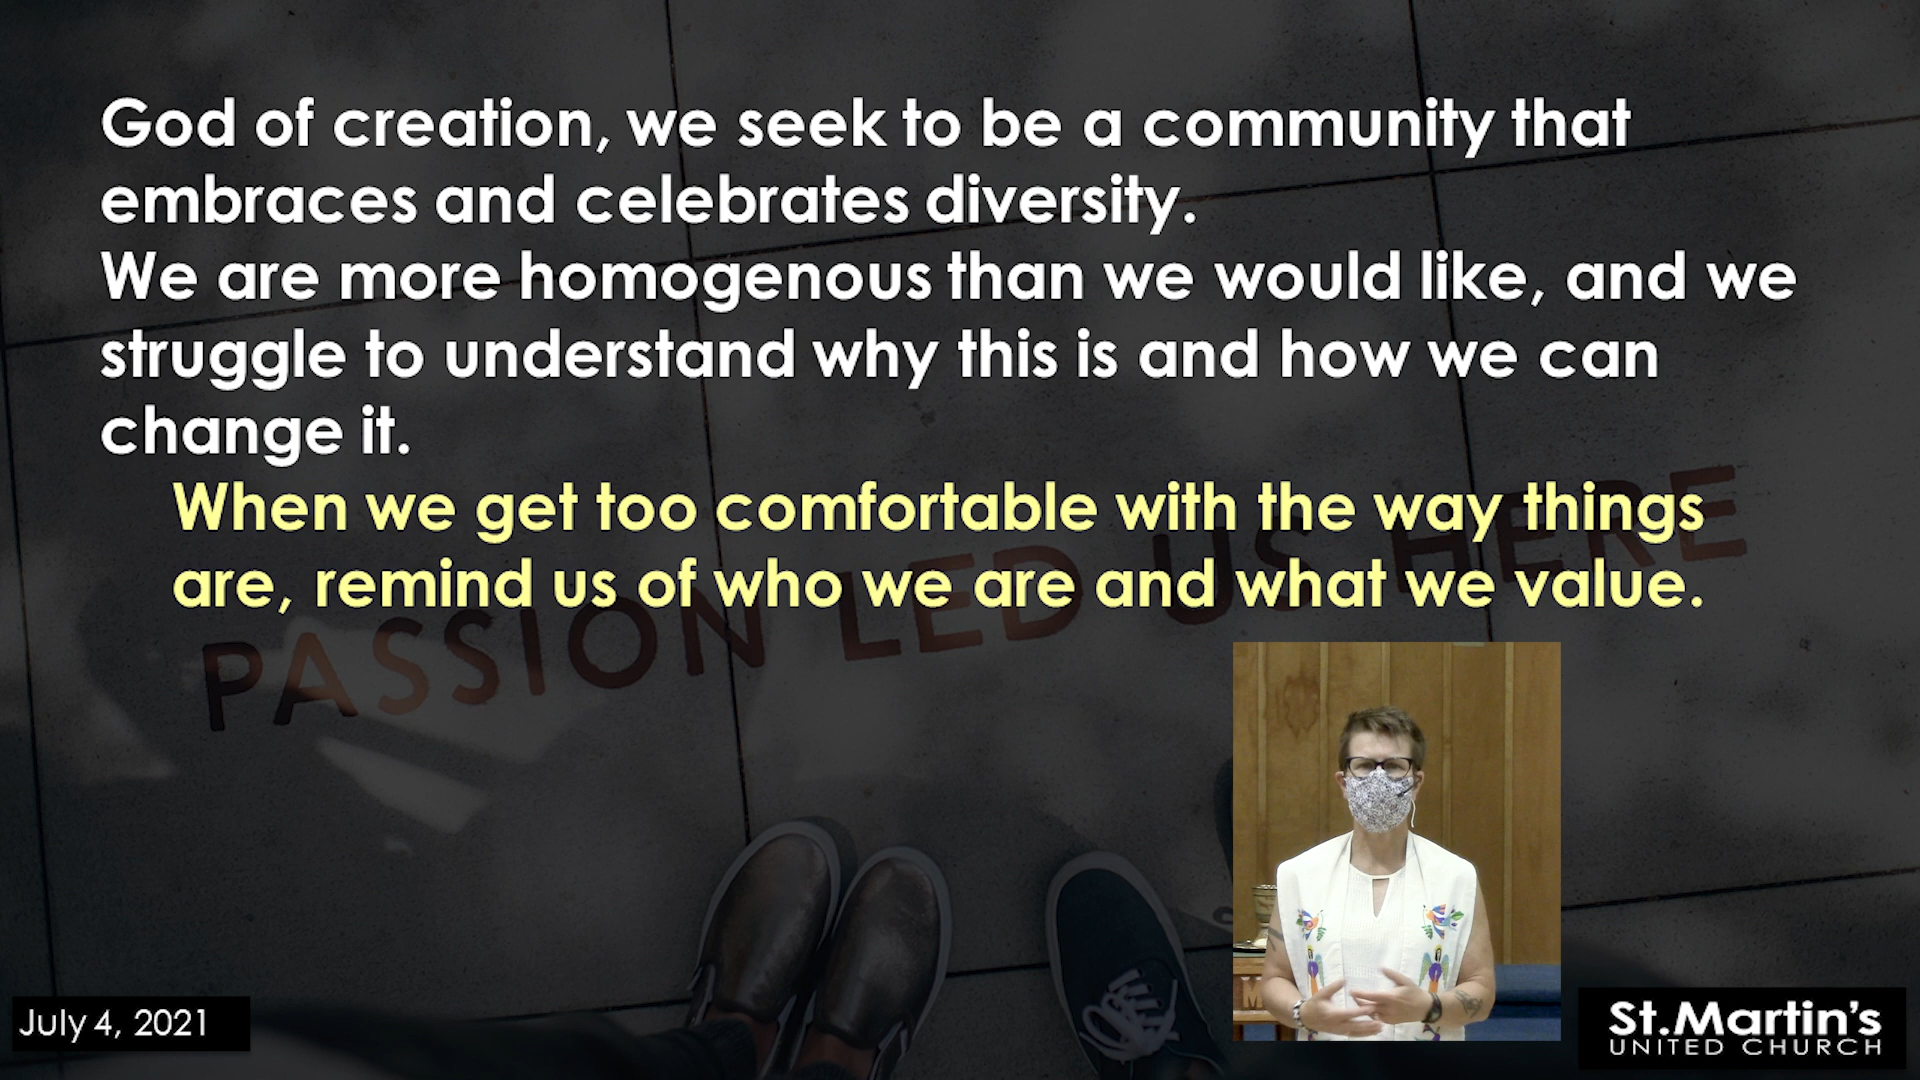 God of creation, we seek to be a community that
embraces and celebrates diversity.
We are more homogenous than we would like, and we
struggle to understand why this is and how we can
change it.
When we get too comfortable with the way things
are, remind us of who we are and what we value.
PASSION LED US HERE
July 4, 2021
St.Martin's
UNITED CHURCH